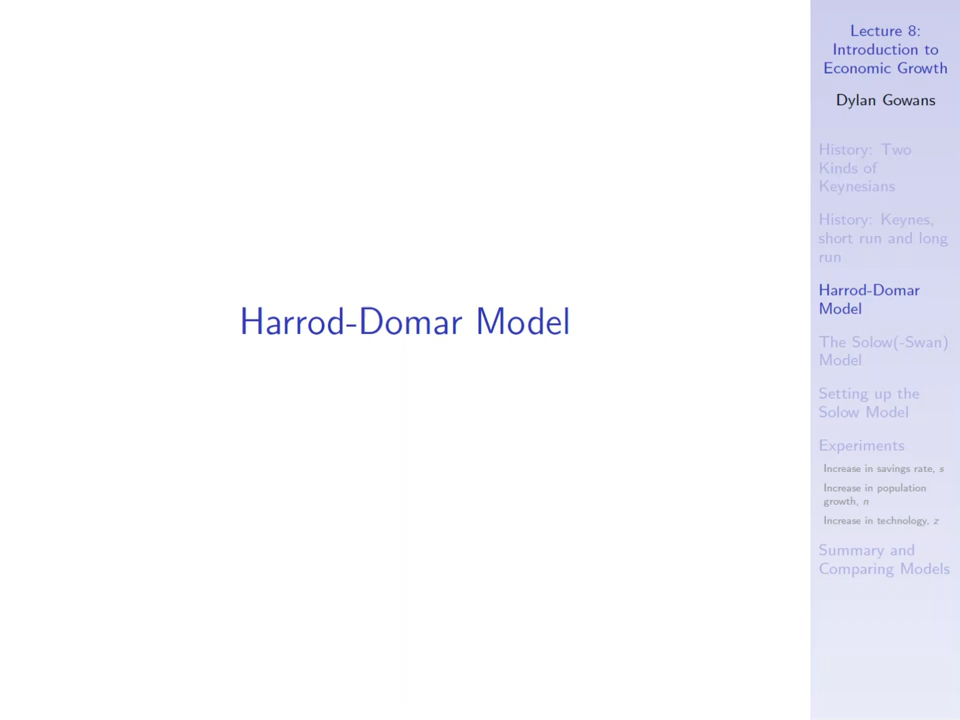 Harrod-Domar Model
Lecture 8:
Introduction to
Economic Growth
Dylan Gowans
History: Two
Kinds of
Keynesians
History: Keynes,
short run and long
run
Harrod-Domar
Model
The Solow(-Swan)
Model
Setting up the
Solow Model
Experiments
Increase in savings rate, s
Increase in population
growth, n
Increase in technology, z
Summary and
Comparing Models